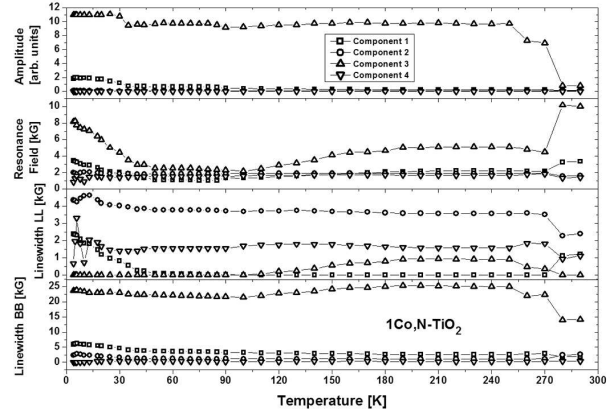 Amplitude
[arb. units]
12
10
8
6
4
2
0
Component 1
Component 2
Component 3
Component 4
Resonance
Field [kG]
10
8
6
4
2
0
Linewidth LL [kG]
4
2
0
Linewidth BB [kG]
25
20
15
10
5
0
1Co,N-TiO₂
0 30 60 90 120 150 180 210 240 270 300
Temperature [K]